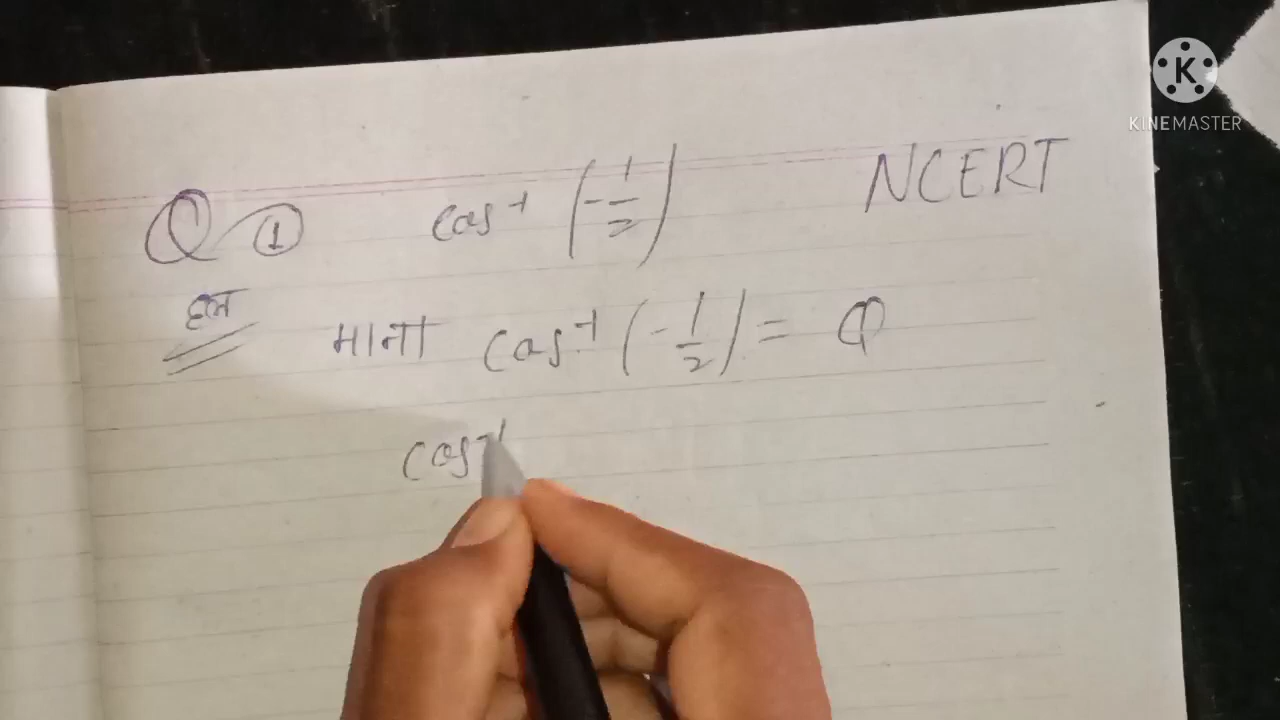 Q ① cos⁻¹ (-1/2) NCERT
हल
माना cos⁻¹ (-1/2) = θ
cos⁻¹
KINEMASTER